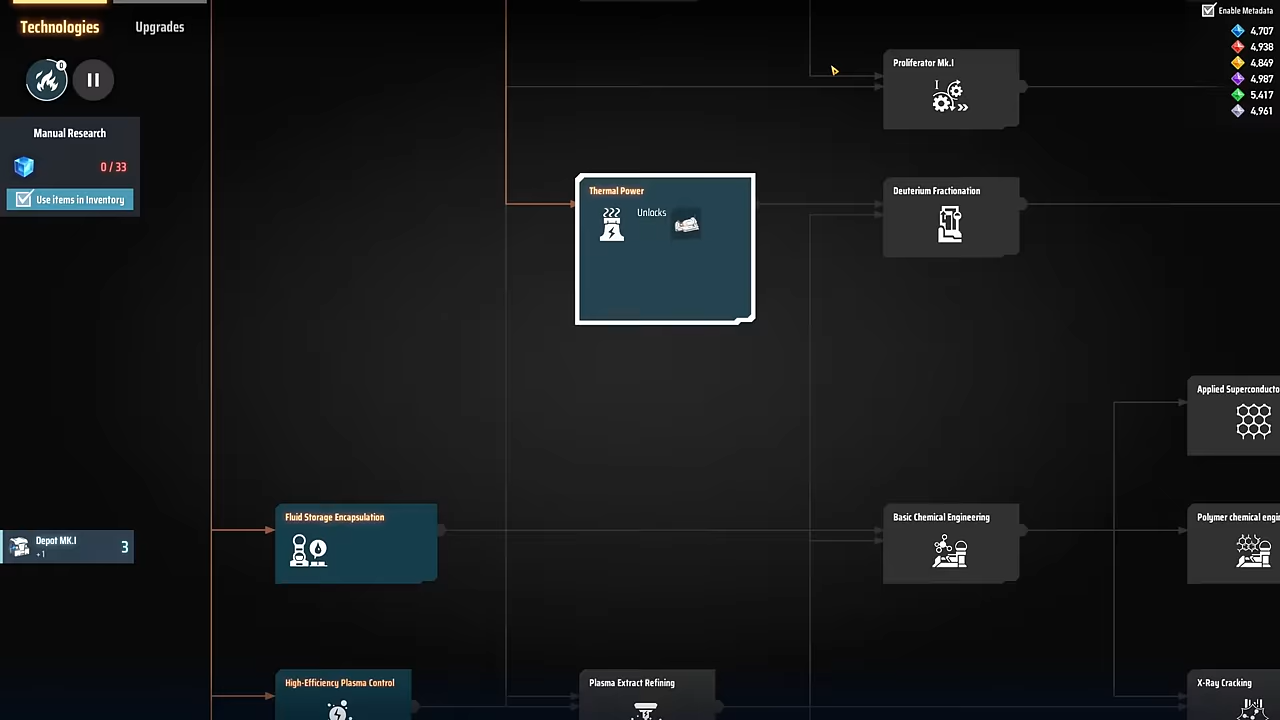 Technologies
Upgrades
Enable Metadata
4,707
4,938
4,849
4,987
5,417
4,961
0
Manual Research
0 / 33
Use items in Inventory
Proliferator Mk.I
I
Thermal Power
Unlocks
Deuterium Fractionation
Applied Superconducto
Fluid Storage Encapsulation
Basic Chemical Engineering
Polymer chemical engi
Depot MK.I
+1
3
High-Efficiency Plasma Control
Plasma Extract Refining
X-Ray Cracking